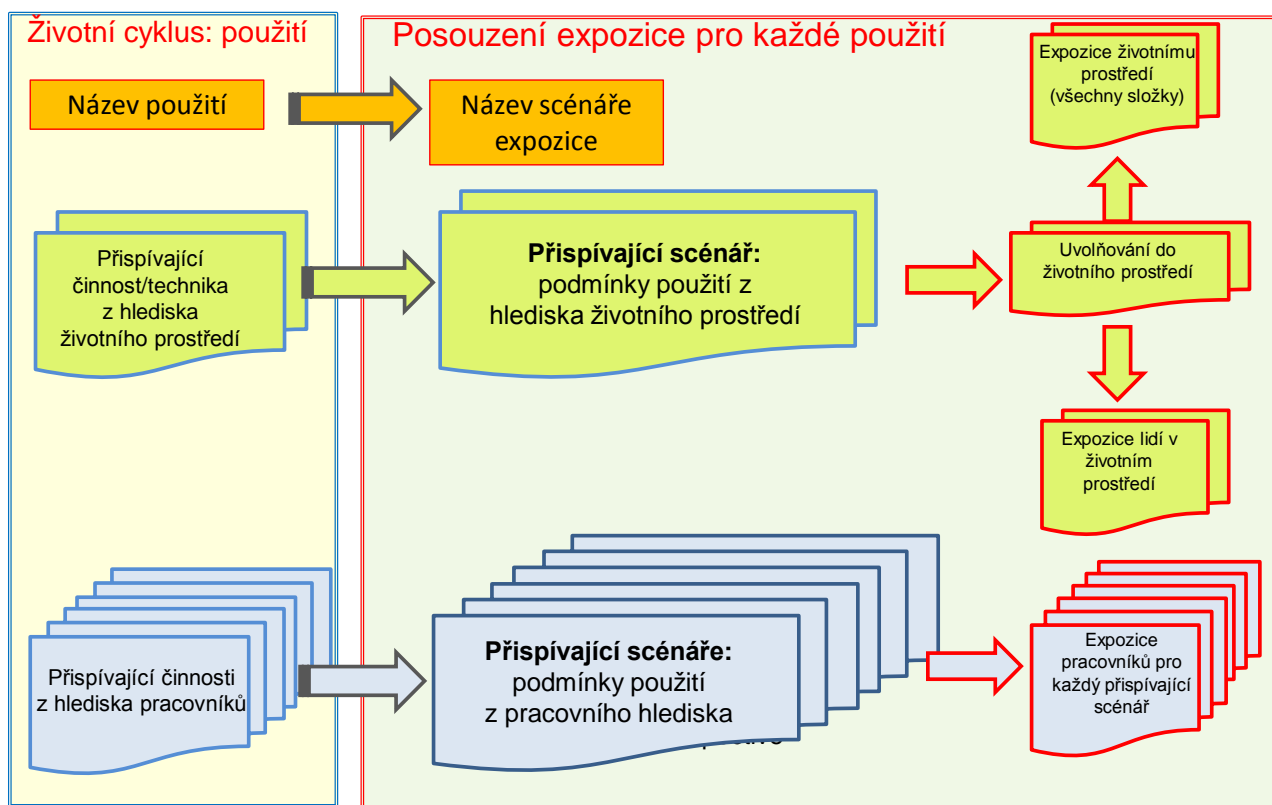 Životní cyklus: použití
Posouzení expozice pro každé použití
Název použití
Název scénáře
expozice
Expozice životnímu
prostředí
(všechny složky)
Přispívající
činnost/technika
z hlediska
životního prostředí
Přispívající scénář:
podmínky použití z
hlediska životního prostředí
Uvolňování do
životního prostředí
Expozice lidí v
životním
prostředí
Přispívající činnosti
z hlediska pracovníků
Přispívající scénáře:
podmínky použití
z pracovního hlediska
Expozice
pracovníků pro
každý přispívající
scénář